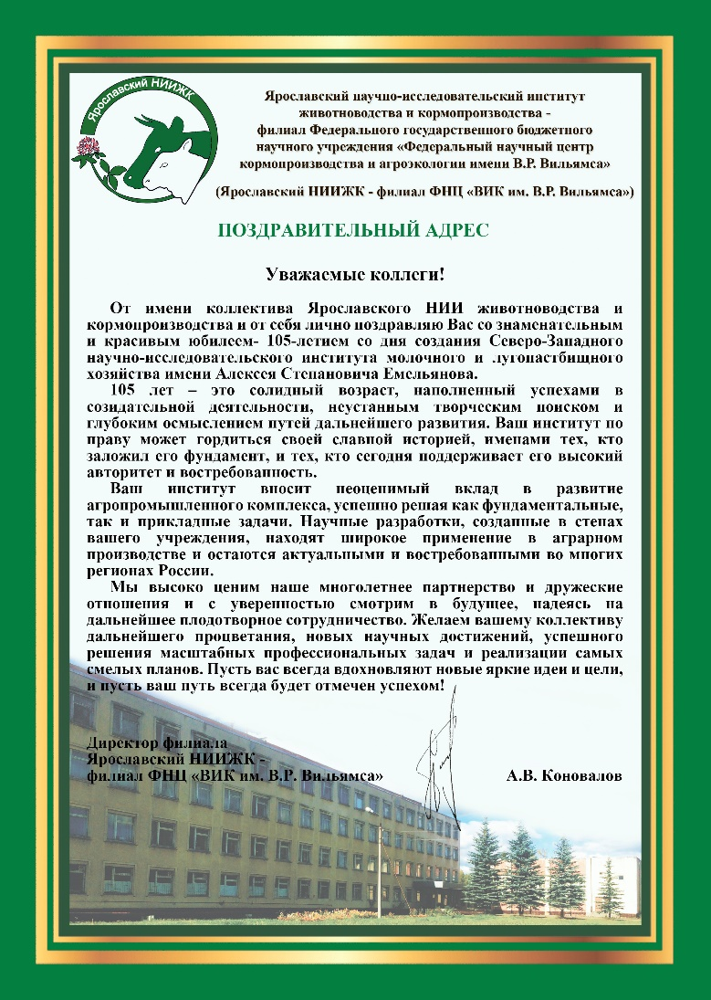 Ярославский НИИЖК
Ярославский научно-исследовательский институт
животноводства и кормопроизводства -
филиал Федерального государственного бюджетного
научного учреждения «Федеральный научный центр
кормопроизводства и агроэкологии имени В.Р. Вильямса»
(Ярославский НИИЖК - филиал ФНЦ «ВИК им. В.Р. Вильямса»)
ПОЗДРАВИТЕЛЬНЫЙ АДРЕС
Уважаемые коллеги!
От имени коллектива Ярославского НИИ животноводства и
кормопроизводства и от себя лично поздравляю Вас со знаменательным
и красивым юбилеем- 105-летием со дня создания Северо-Западного
научно-исследовательского института молочного и лугопастбищного
хозяйства имени Алексея Степановича Емельянова.
105 лет – это солидный возраст, наполненный успехами в
созидательной деятельности, неустанным творческим поиском и
глубоким осмыслением путей дальнейшего развития. Ваш институт по
праву может гордиться своей славной историей, именами тех, кто
заложил его фундамент, и тех, кто сегодня поддерживает его высокий
авторитет и востребованность.
Ваш институт вносит неоценимый вклад в развитие
агропромышленного комплекса, успешно решая как фундаментальные,
так и прикладные задачи. Научные разработки, созданные в стенах
вашего учреждения, находят широкое применение в аграрном
производстве и остаются актуальными и востребованными во многих
регионах России.
Мы высоко ценим наше многолетнее партнерство и дружеские
отношения и с уверенностью смотрим в будущее, надеясь на
дальнейшее плодотворное сотрудничество. Желаем вашему коллективу
дальнейшего процветания, новых научных достижений, успешного
решения масштабных профессиональных задач и реализации самых
смелых планов. Пусть вас всегда вдохновляют новые яркие идеи и цели,
и пусть ваш путь всегда будет отмечен успехом!
Директор филиала
Ярославский НИИЖК -
филиал ФНЦ «ВИК им. В.Р. Вильямса» А.В. Коновалов